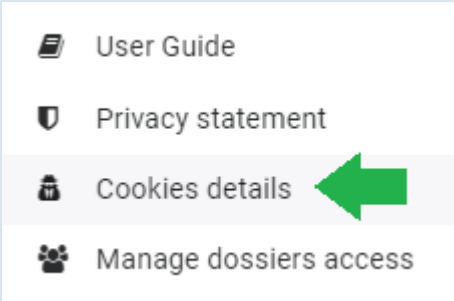 User Guide
Privacy statement
Cookies details
Manage dossiers access